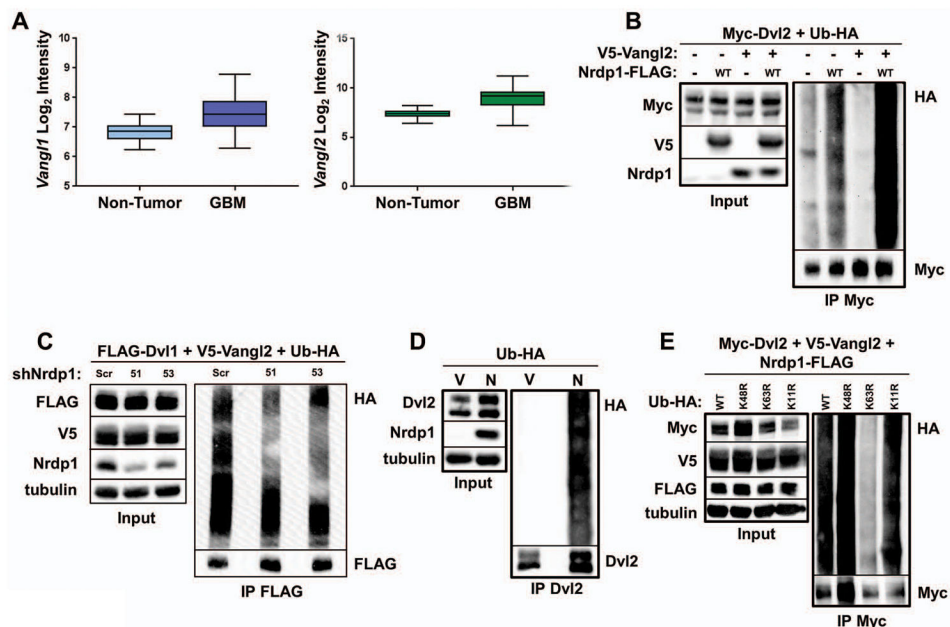 A
Vangl1 Log2 Intensity
9
8
7
6
5
Non-Tumor GBM
Vangl2 Log2 Intensity
15
10
5
0
Non-Tumor GBM
B
Myc-Dvl2 + Ub-HA
V5-Vangl2: - - + + - - + +
Nrdp1-FLAG: - WT - WT - WT - WT
Myc
V5
Nrdp1
Input
HA
Myc
IP Myc
C
FLAG-Dvl1 + V5-Vangl2 + Ub-HA
shNrdp1: Scr 51 53 Scr 51 53
FLAG
V5
Nrdp1
tubulin
Input
HA
FLAG
IP FLAG
D
Ub-HA
V N V N
Dvl2
Nrdp1
tubulin
Input
HA
Dvl2
IP Dvl2
E
Myc-Dvl2 + V5-Vangl2 +
Nrdp1-FLAG
Ub-HA: WT K48R K63R K11R WT K48R K63R K11R
Myc
V5
FLAG
tubulin
Input
HA
Myc
IP Myc